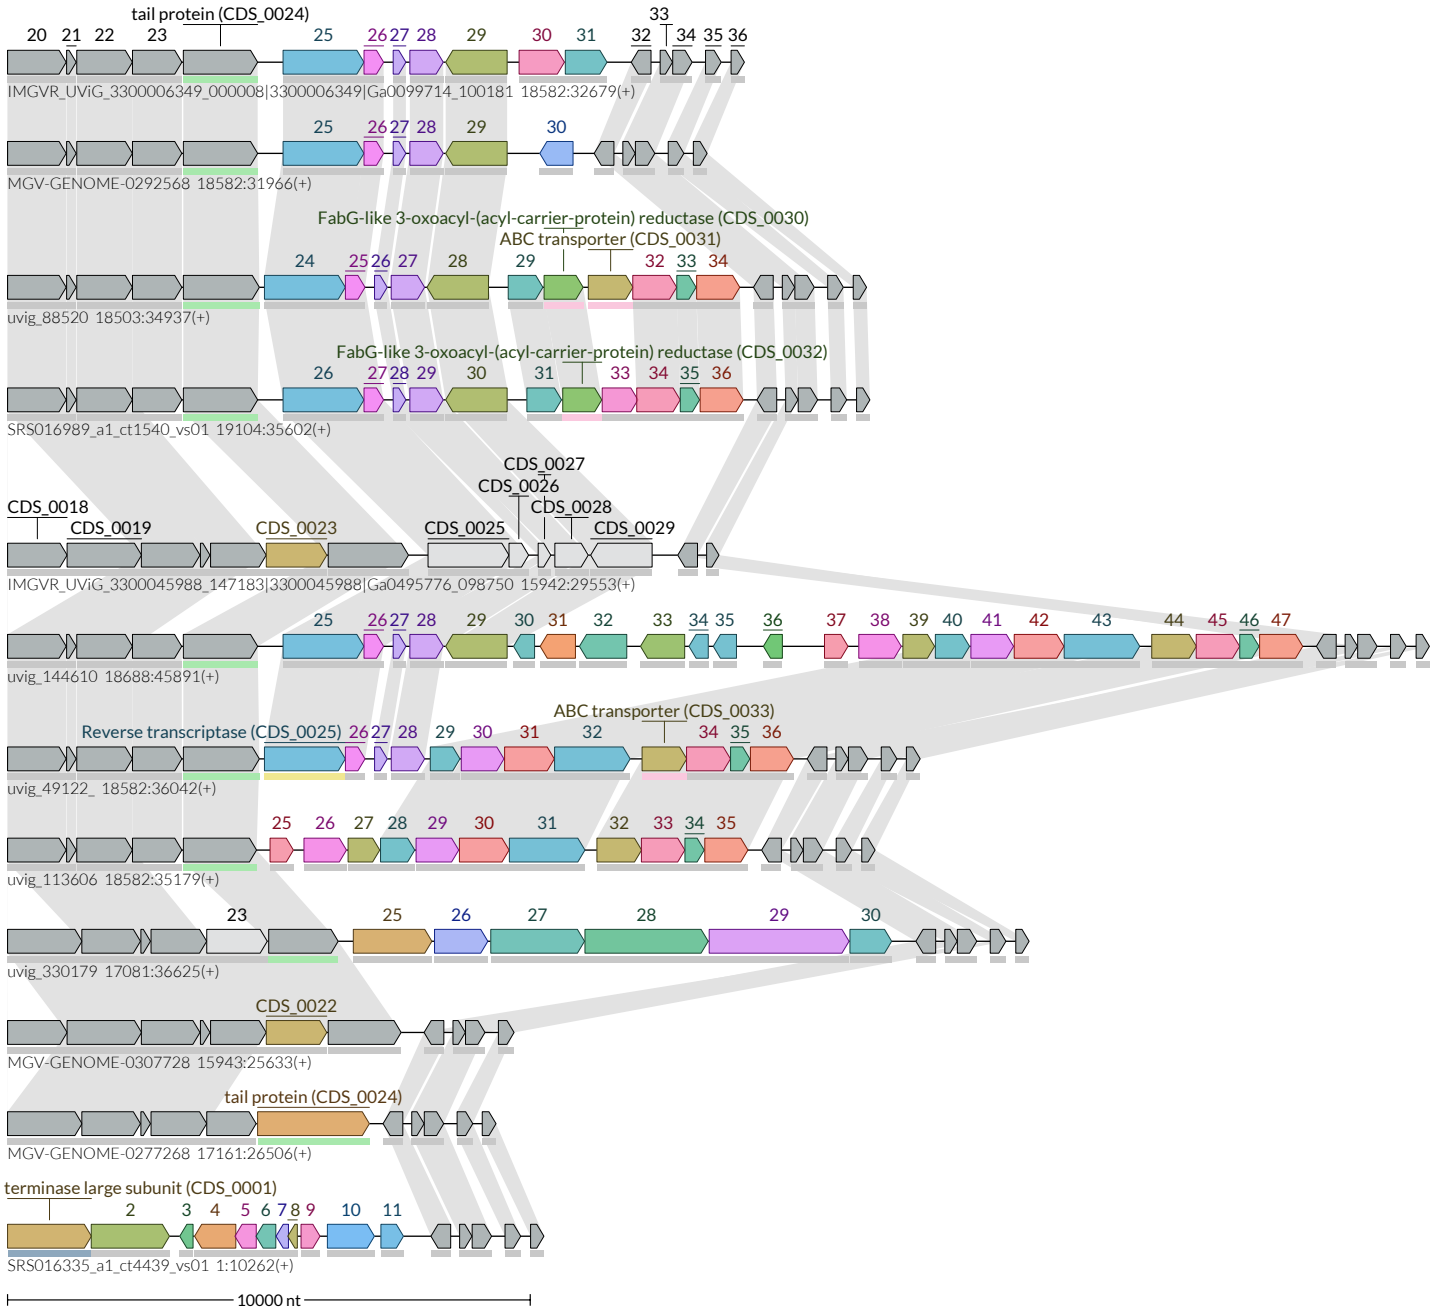 tail protein (CDS_0024)
33
20 21 22 23 25 26 27 28 29 30 31 32 34 35 36
IMGVR_UViG_3300006349_000008|3300006349|Ga0099714_100181 18582:32679(+)
25 26 27 28 29 30
MGV-GENOME-0292568 18582:31966(+)
FabG-like 3-oxoacyl-(acyl-carrier-protein) reductase (CDS_0030)
ABC transporter (CDS_0031)
24 25 26 27 28 29 32 33 34
uvig_88520 18503:34937(+)
FabG-like 3-oxoacyl-(acyl-carrier-protein) reductase (CDS_0032)
26 27 28 29 30 31 33 34 35 36
SRS016989_a1_ct1540_vs01 19104:35602(+)
CDS_0027
CDS_0026
CDS_0018 CDS_0028
CDS_0019 CDS_0023 CDS_0025 CDS_0029
IMGVR_UViG_3300045988_147183|3300045988|Ga0495776_098750 15942:29553(+)
25 26 27 28 29 30 31 32 33 34 35 36 37 38 39 40 41 42 43 44 45 46 47
uvig_144610 18688:45891(+)
ABC transporter (CDS_0033)
Reverse transcriptase (CDS_0025) 26 27 28 29 30 31 32 34 35 36
uvig_49122_ 18582:36042(+)
25 26 27 28 29 30 31 32 33 34 35
uvig_113606 18582:35179(+)
23 25 26 27 28 29 30
uvig_330179 17081:36625(+)
CDS_0022
MGV-GENOME-0307728 15943:25633(+)
tail protein (CDS_0024)
MGV-GENOME-0277268 17161:26506(+)
terminase large subunit (CDS_0001)
2 3 4 5 6 7 8 9 10 11
SRS016335_a1_ct4439_vs01 1:10262(+)
10000 nt